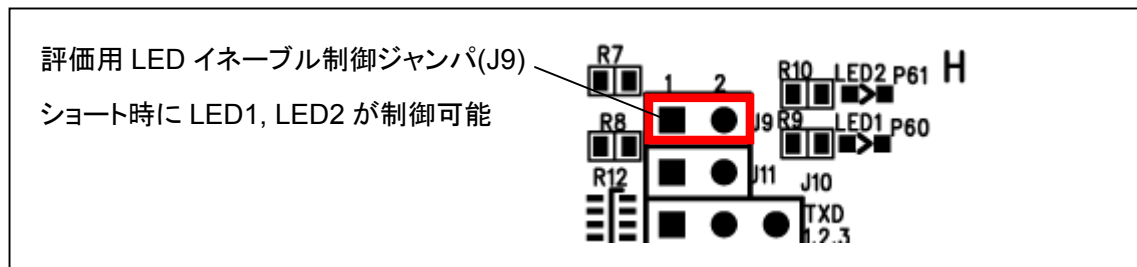 評価用 LED イネーブル制御ジャンパ(J9)
ショート時に LED1, LED2 が制御可能
R7
1 2
R10 LED2 P61 H
R8
J9 R9 LED1 P60
R12
J11 J10
TXD
1.2.3